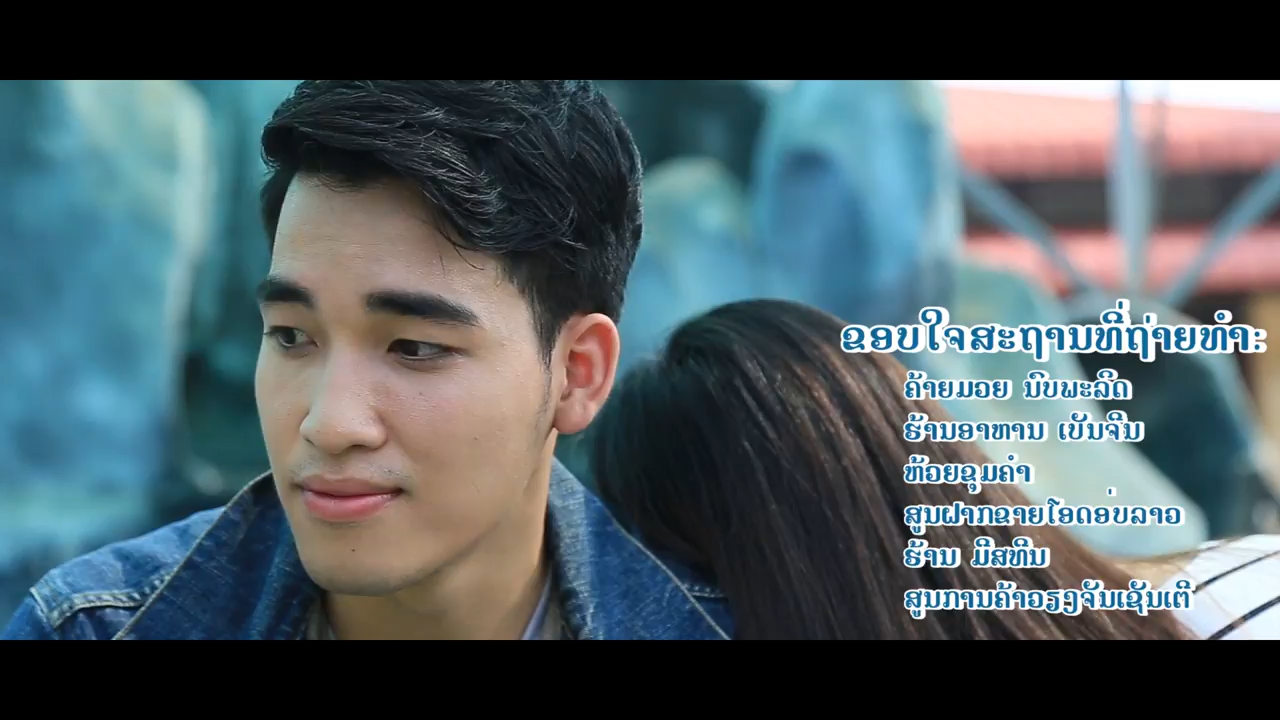 ຂອບໃຈສະຖານທີ່ຖ່າຍທຳ:
ຄ້າຍມວຍ ນົບພະລິດ
ຮ້ານອາຫານ ເບັນຈີນ
ຫ້ວຍຂຸມຄຳ
ສູນຝາກຂາຍໂອດອ່ບລາວ
ຮ້ານ ມີສທີນ
ສູນການຄ້າວຽງຈັນເຊັນເຕີ